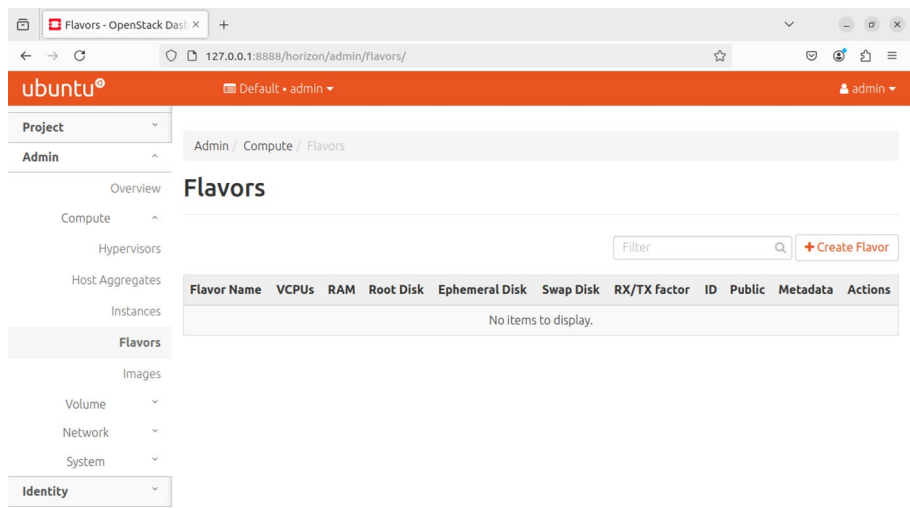 Flavors - OpenStack Das
127.0.0.1:8888/horizon/admin/flavors/
ubuntu
Default • admin
admin
Project
Admin
Overview
Compute
Hypervisors
Host Aggregates
Instances
Flavors
Images
Volume
Network
System
Identity
Admin / Compute / Flavors
Flavors
Filter
+ Create Flavor
Flavor Name VCPUs RAM Root Disk Ephemeral Disk Swap Disk RX/TX factor ID Public Metadata Actions
No items to display.